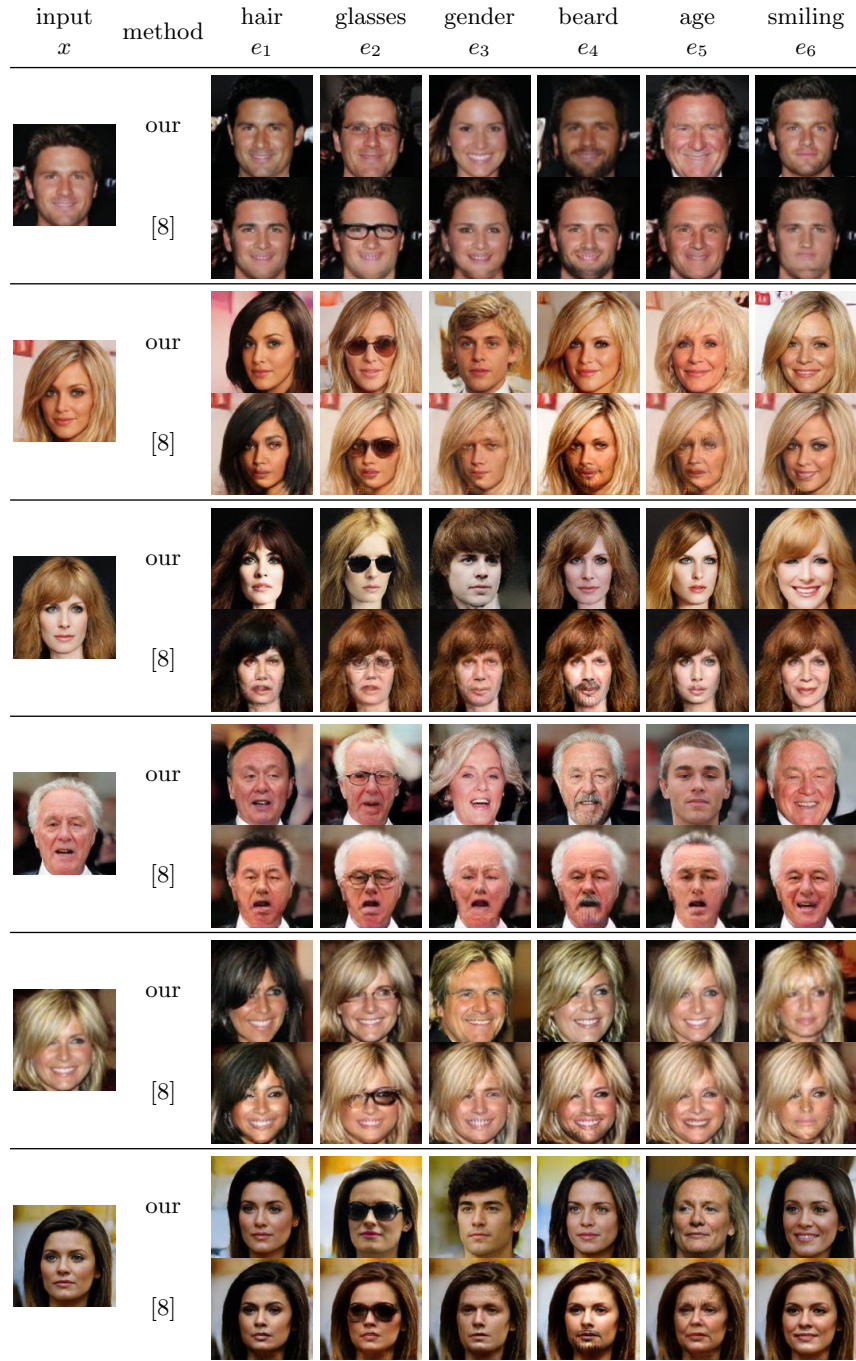 input method hair glasses gender beard age smiling
x e₁ e₂ e₃ e₄ e₅ e₆
our
[8]
our
[8]
our
[8]
our
[8]
our
[8]
our
[8]